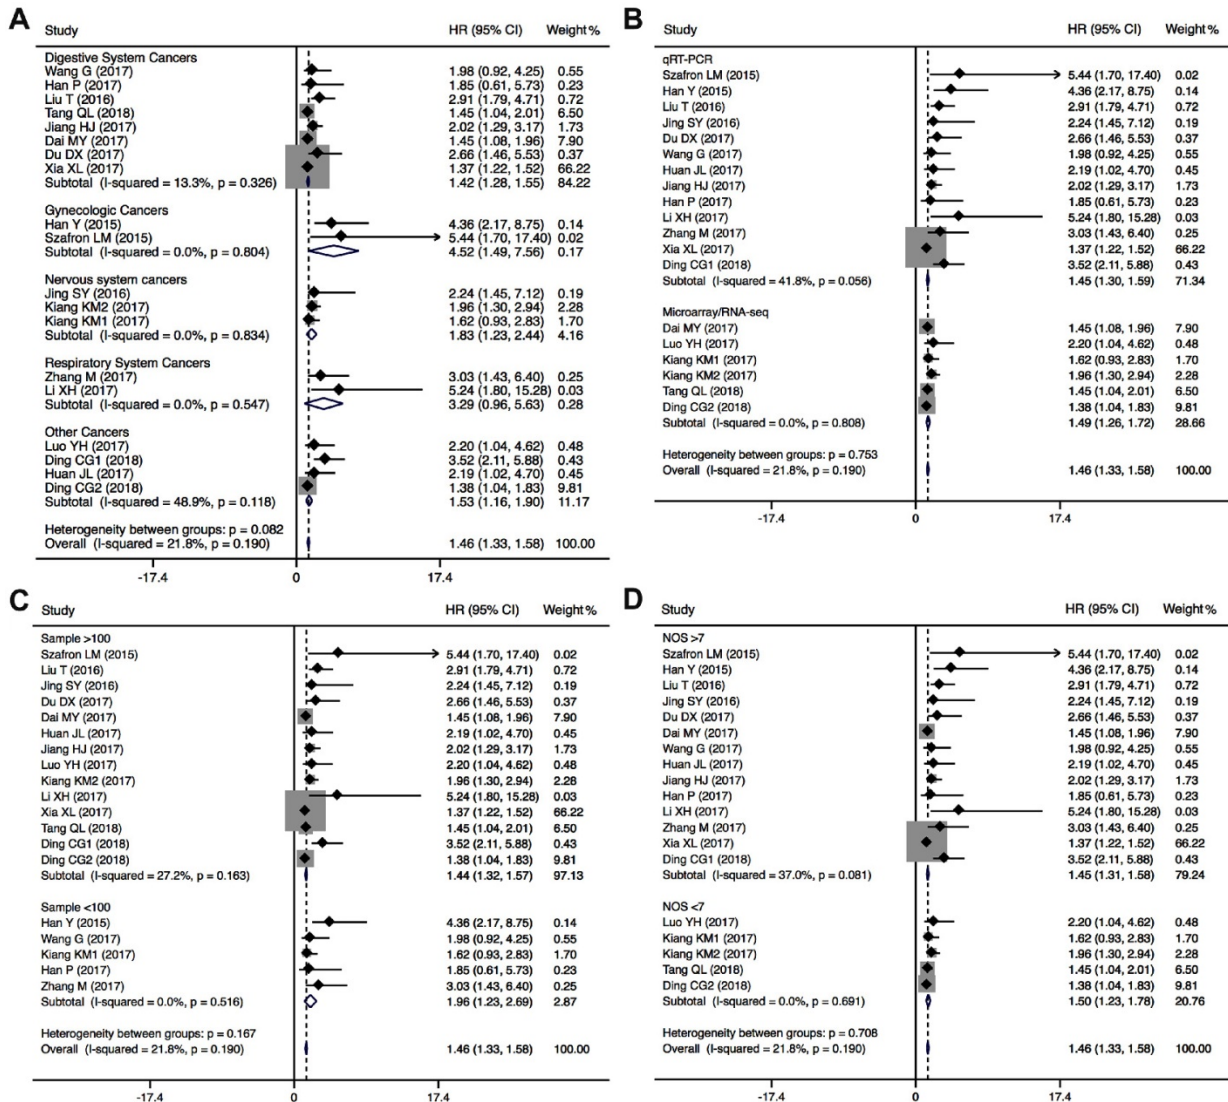 A
Study HR (95% CI) Weight%
Digestive System Cancers
Wang G (2017) 1.98 (0.92, 4.25) 0.55
Han P (2017) 1.85 (0.61, 5.73) 0.23
Liu T (2016) 2.91 (1.79, 4.71) 0.72
Tang QL (2018) 1.45 (1.04, 2.01) 6.50
Jiang HJ (2017) 2.02 (1.29, 3.17) 1.73
Dai MY (2017) 1.45 (1.08, 1.96) 7.90
Du DX (2017) 2.66 (1.46, 5.53) 0.37
Xia XL (2017) 1.37 (1.22, 1.52) 66.22
Subtotal (I-squared = 13.3%, p = 0.326) 1.42 (1.28, 1.55) 84.22
Gynecologic Cancers
Han Y (2015) 4.36 (2.17, 8.75) 0.14
Szafron LM (2015) 5.44 (1.70, 17.40) 0.02
Subtotal (I-squared = 0.0%, p = 0.804) 4.52 (1.49, 7.56) 0.17
Nervous system cancers
Jing SY (2016) 2.24 (1.45, 7.12) 0.19
Kiang KM2 (2017) 1.96 (1.30, 2.94) 2.28
Kiang KM1 (2017) 1.62 (0.93, 2.83) 1.70
Subtotal (I-squared = 0.0%, p = 0.834) 1.83 (1.23, 2.44) 4.16
Respiratory System Cancers
Zhang M (2017) 3.03 (1.43, 6.40) 0.25
Li XH (2017) 5.24 (1.80, 15.28) 0.03
Subtotal (I-squared = 0.0%, p = 0.547) 3.29 (0.96, 5.63) 0.28
Other Cancers
Luo YH (2017) 2.20 (1.04, 4.62) 0.48
Ding CG1 (2018) 3.52 (2.11, 5.88) 0.43
Huan JL (2017) 2.19 (1.02, 4.70) 0.45
Ding CG2 (2018) 1.38 (1.04, 1.83) 9.81
Subtotal (I-squared = 48.9%, p = 0.118) 1.53 (1.16, 1.90) 11.17
Heterogeneity between groups: p = 0.082
Overall (I-squared = 21.8%, p = 0.190) 1.46 (1.33, 1.58) 100.00
-17.4 0 17.4
B
Study HR (95% CI) Weight%
qRT-PCR
Szafron LM (2015) 5.44 (1.70, 17.40) 0.02
Han Y (2015) 4.36 (2.17, 8.75) 0.14
Liu T (2016) 2.91 (1.79, 4.71) 0.72
Jing SY (2016) 2.24 (1.45, 7.12) 0.19
Du DX (2017) 2.66 (1.46, 5.53) 0.37
Wang G (2017) 1.98 (0.92, 4.25) 0.55
Huan JL (2017) 2.19 (1.02, 4.70) 0.45
Jiang HJ (2017) 2.02 (1.29, 3.17) 1.73
Han P (2017) 1.85 (0.61, 5.73) 0.23
Li XH (2017) 5.24 (1.80, 15.28) 0.03
Zhang M (2017) 3.03 (1.43, 6.40) 0.25
Xia XL (2017) 1.37 (1.22, 1.52) 66.22
Ding CG1 (2018) 3.52 (2.11, 5.88) 0.43
Subtotal (I-squared = 41.8%, p = 0.056) 1.45 (1.30, 1.59) 71.34
Microarray/RNA-seq
Dai MY (2017) 1.45 (1.08, 1.96) 7.90
Luo YH (2017) 2.20 (1.04, 4.62) 0.48
Kiang KM1 (2017) 1.62 (0.93, 2.83) 1.70
Kiang KM2 (2017) 1.96 (1.30, 2.94) 2.28
Tang QL (2018) 1.45 (1.04, 2.01) 6.50
Ding CG2 (2018) 1.38 (1.04, 1.83) 9.81
Subtotal (I-squared = 0.0%, p = 0.808) 1.49 (1.26, 1.72) 28.66
Heterogeneity between groups: p = 0.753
Overall (I-squared = 21.8%, p = 0.190) 1.46 (1.33, 1.58) 100.00
-17.4 0 17.4
C
Study HR (95% CI) Weight%
Sample >100
Szafron LM (2015) 5.44 (1.70, 17.40) 0.02
Liu T (2016) 2.91 (1.79, 4.71) 0.72
Jing SY (2016) 2.24 (1.45, 7.12) 0.19
Du DX (2017) 2.66 (1.46, 5.53) 0.37
Dai MY (2017) 1.45 (1.08, 1.96) 7.90
Huan JL (2017) 2.19 (1.02, 4.70) 0.45
Jiang HJ (2017) 2.02 (1.29, 3.17) 1.73
Luo YH (2017) 2.20 (1.04, 4.62) 0.48
Kiang KM2 (2017) 1.96 (1.30, 2.94) 2.28
Li XH (2017) 5.24 (1.80, 15.28) 0.03
Xia XL (2017) 1.37 (1.22, 1.52) 66.22
Tang QL (2018) 1.45 (1.04, 2.01) 6.50
Ding CG1 (2018) 3.52 (2.11, 5.88) 0.43
Ding CG2 (2018) 1.38 (1.04, 1.83) 9.81
Subtotal (I-squared = 27.2%, p = 0.163) 1.44 (1.32, 1.57) 97.13
Sample <100
Han Y (2015) 4.36 (2.17, 8.75) 0.14
Wang G (2017) 1.98 (0.92, 4.25) 0.55
Kiang KM1 (2017) 1.62 (0.93, 2.83) 1.70
Han P (2017) 1.85 (0.61, 5.73) 0.23
Zhang M (2017) 3.03 (1.43, 6.40) 0.25
Subtotal (I-squared = 0.0%, p = 0.516) 1.96 (1.23, 2.69) 2.87
Heterogeneity between groups: p = 0.167
Overall (I-squared = 21.8%, p = 0.190) 1.46 (1.33, 1.58) 100.00
-17.4 0 17.4
D
Study HR (95% CI) Weight%
NOS >7
Szafron LM (2015) 5.44 (1.70, 17.40) 0.02
Han Y (2015) 4.36 (2.17, 8.75) 0.14
Liu T (2016) 2.91 (1.79, 4.71) 0.72
Jing SY (2016) 2.24 (1.45, 7.12) 0.19
Du DX (2017) 2.66 (1.46, 5.53) 0.37
Dai MY (2017) 1.45 (1.08, 1.96) 7.90
Wang G (2017) 1.98 (0.92, 4.25) 0.55
Huan JL (2017) 2.19 (1.02, 4.70) 0.45
Jiang HJ (2017) 2.02 (1.29, 3.17) 1.73
Han P (2017) 1.85 (0.61, 5.73) 0.23
Li XH (2017) 5.24 (1.80, 15.28) 0.03
Zhang M (2017) 3.03 (1.43, 6.40) 0.25
Xia XL (2017) 1.37 (1.22, 1.52) 66.22
Ding CG1 (2018) 3.52 (2.11, 5.88) 0.43
Subtotal (I-squared = 37.0%, p = 0.081) 1.45 (1.31, 1.58) 79.24
NOS <7
Luo YH (2017) 2.20 (1.04, 4.62) 0.48
Kiang KM1 (2017) 1.62 (0.93, 2.83) 1.70
Kiang KM2 (2017) 1.96 (1.30, 2.94) 2.28
Tang QL (2018) 1.45 (1.04, 2.01) 6.50
Ding CG2 (2018) 1.38 (1.04, 1.83) 9.81
Subtotal (I-squared = 0.0%, p = 0.691) 1.50 (1.23, 1.78) 20.76
Heterogeneity between groups: p = 0.708
Overall (I-squared = 21.8%, p = 0.190) 1.46 (1.33, 1.58) 100.00
-17.4 0 17.4